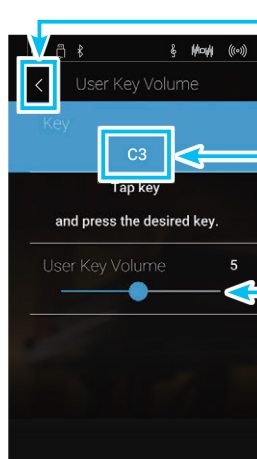 User Key Volume
Key
C3
Tap key
and press the desired key.
User Key Volume 5